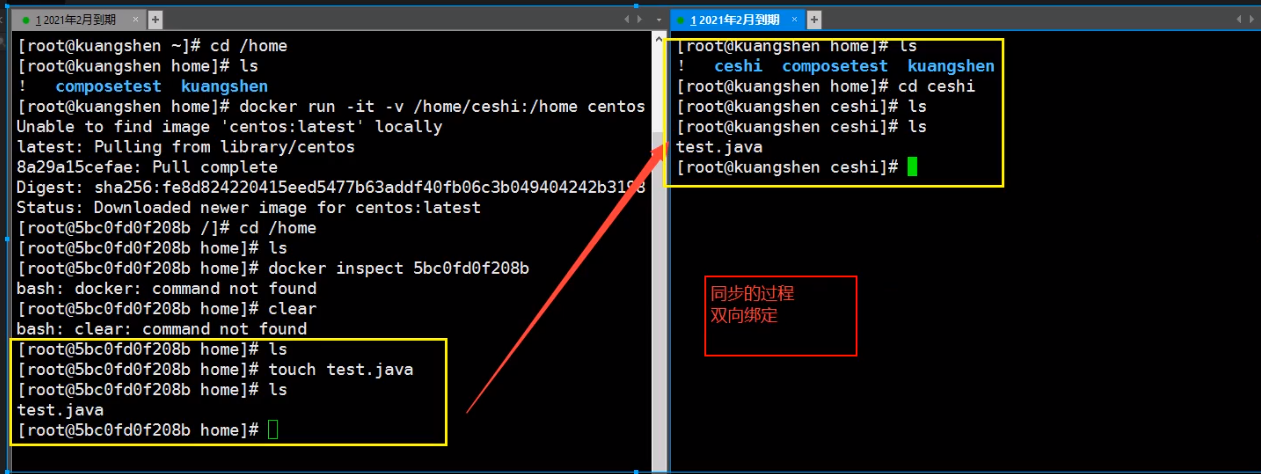 1 2021年2月到期 × +
[root@kuangshen ~]# cd /home
[root@kuangshen home]# ls
! composetest kuangshen
[root@kuangshen home]# docker run -it -v /home/ceshi:/home centos
Unable to find image 'centos:latest' locally
latest: Pulling from library/centos
8a29a15cefae: Pull complete
Digest: sha256:fe8d824220415eed5477b63addf40fb06c3b049404242b3198
Status: Downloaded newer image for centos:latest
[root@5bc0fd0f208b /]# cd /home
[root@5bc0fd0f208b home]# ls
[root@5bc0fd0f208b home]# docker inspect 5bc0fd0f208b
bash: docker: command not found
[root@5bc0fd0f208b home]# clear
bash: clear: command not found
[root@5bc0fd0f208b home]# ls
[root@5bc0fd0f208b home]# touch test.java
[root@5bc0fd0f208b home]# ls
test.java
[root@5bc0fd0f208b home]#
1 2021年2月到期 × +
[root@kuangshen home]# ls
! ceshi composetest kuangshen
[root@kuangshen home]# cd ceshi
[root@kuangshen ceshi]# ls
[root@kuangshen ceshi]# ls
test.java
[root@kuangshen ceshi]#
同步的过程
双向绑定